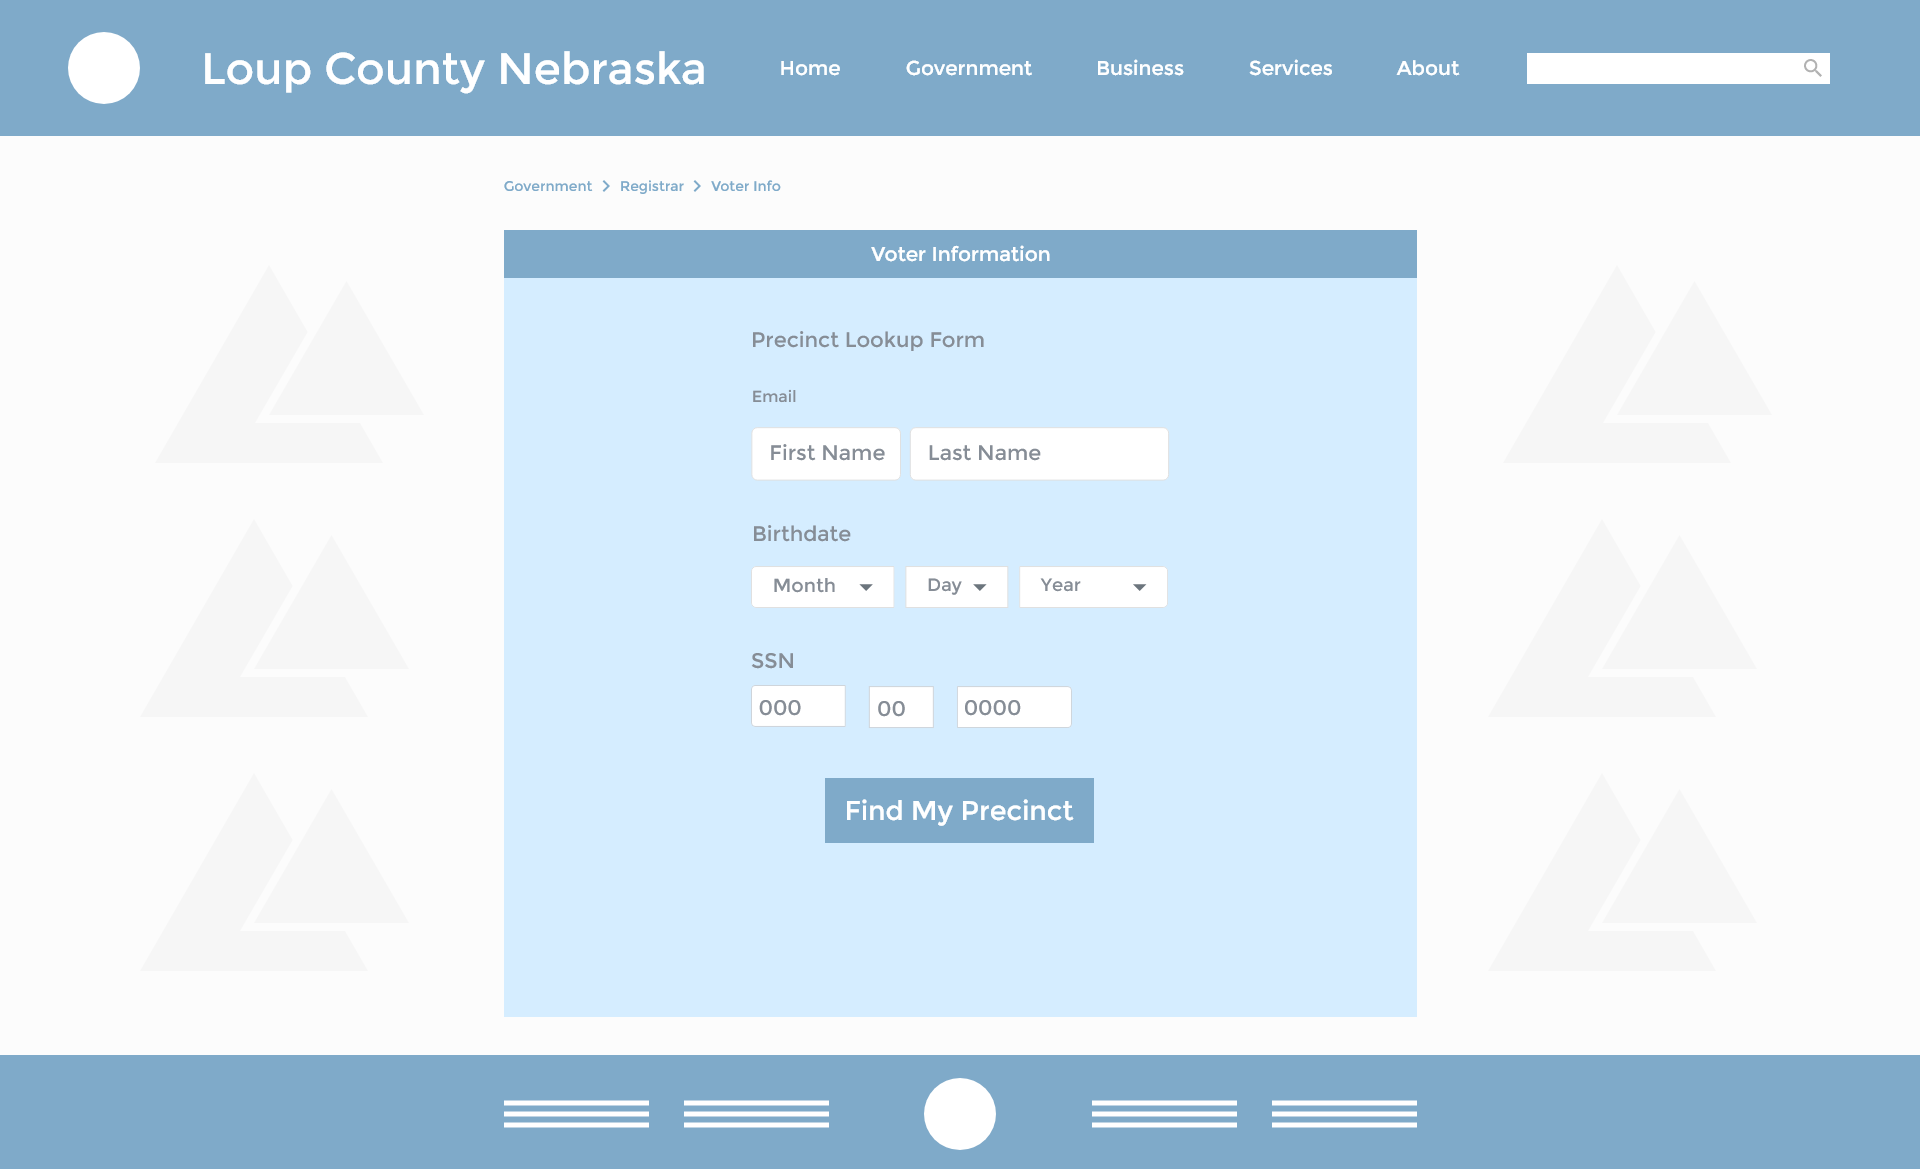 Loup County Nebraska
Home Government Business Services About
Government > Registrar > Voter Info
Voter Information
Precinct Lookup Form
Email
First Name Last Name
Birthdate
Month Day Year
SSN
000 00 0000
Find My Precinct